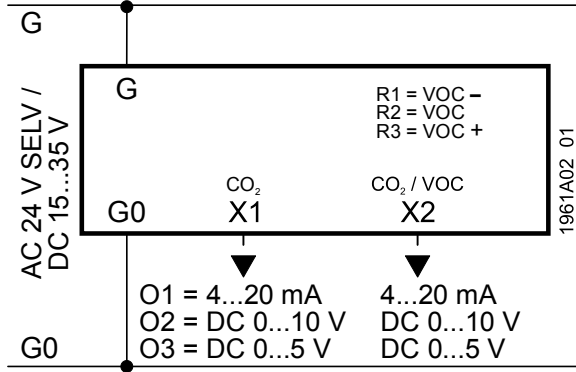 G
AC 24 V SELV /
DC 15...35 V
G
R1 = VOC –
R2 = VOC
R3 = VOC +
CO₂
CO₂ / VOC
G0
X1
X2
1961A02 01
O1 = 4...20 mA
4...20 mA
O2 = DC 0...10 V
DC 0...10 V
O3 = DC 0...5 V
DC 0...5 V
G0